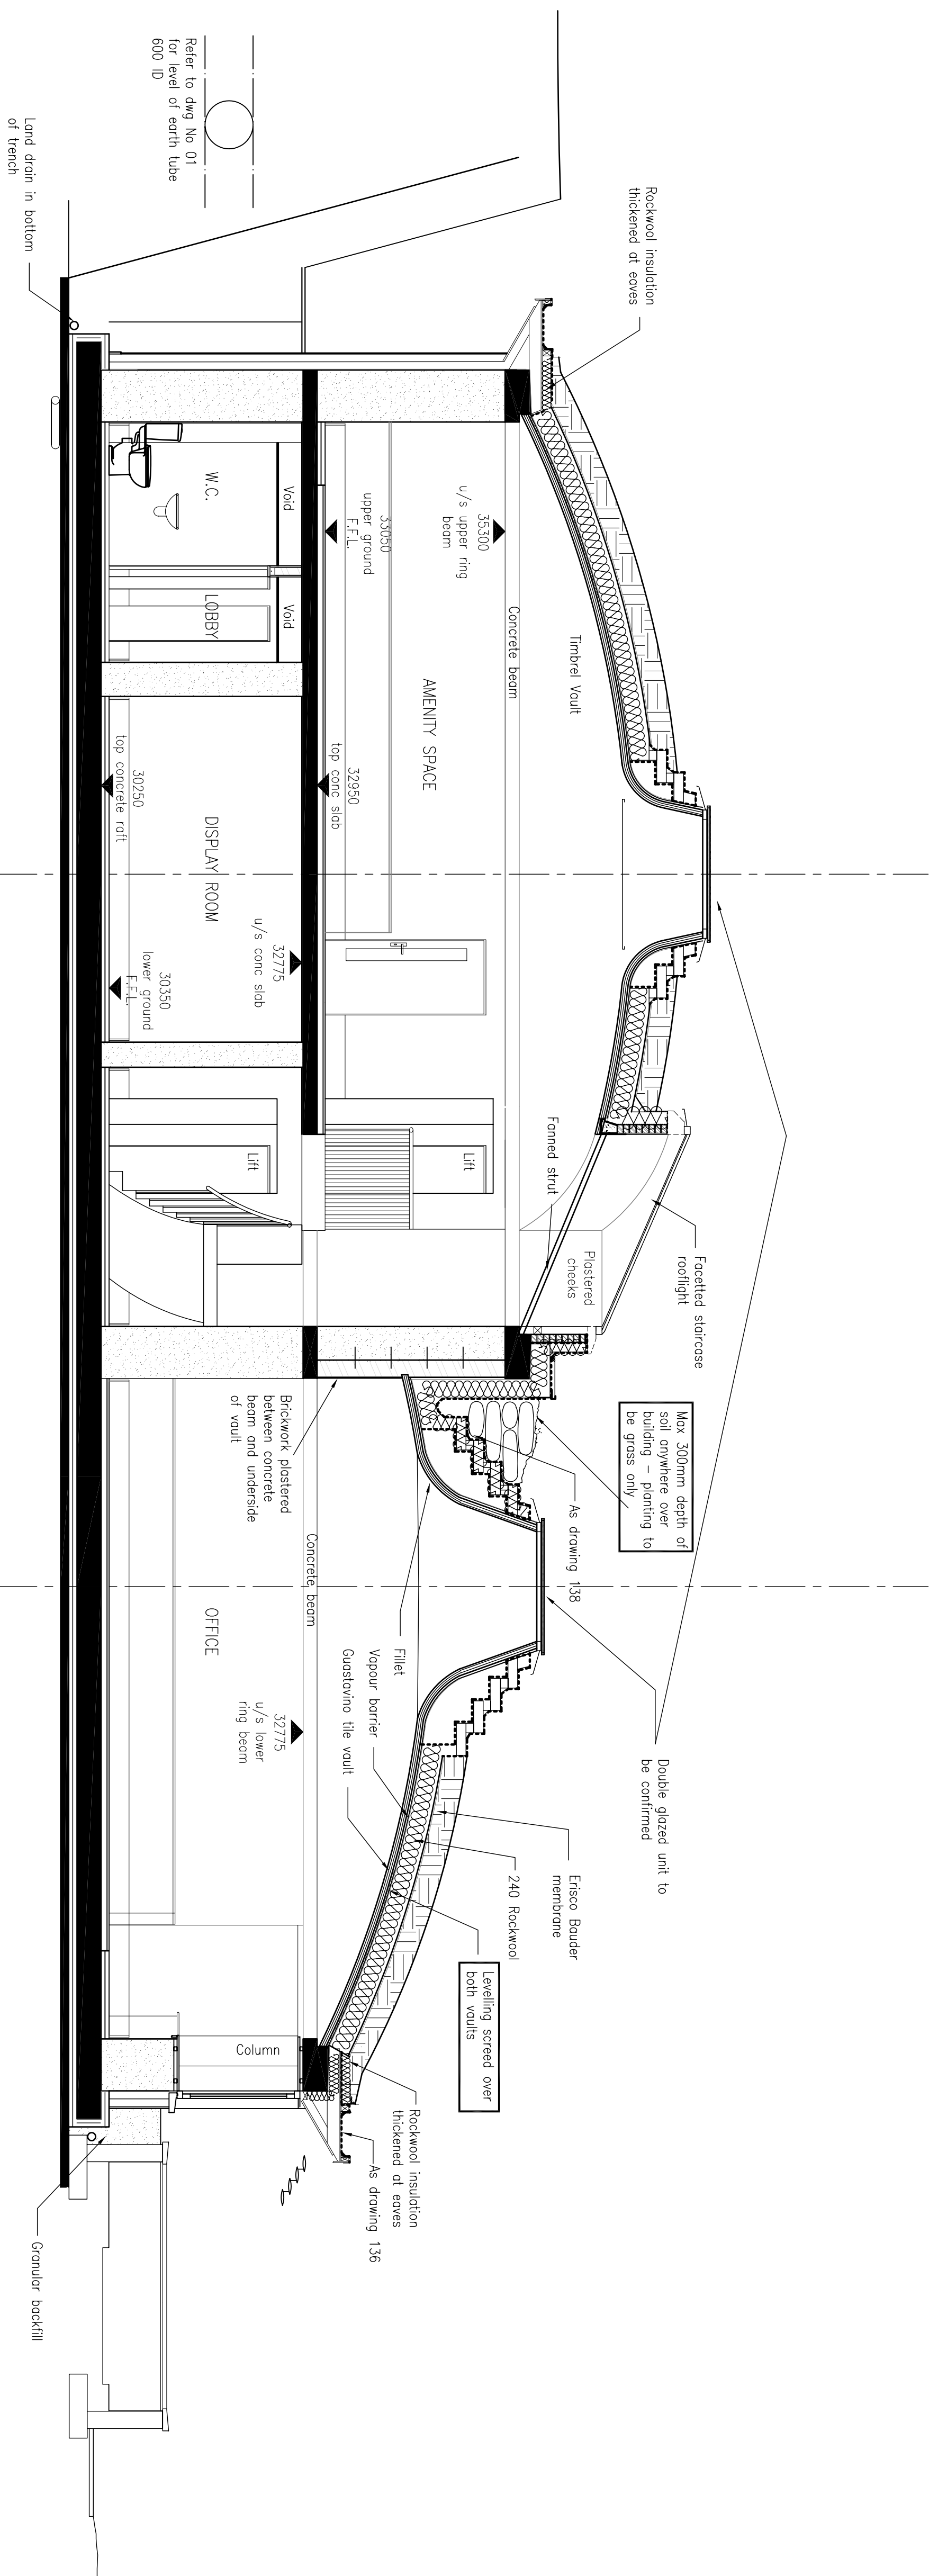 Refer to dwg No 01
for level of earth tube
600 ID
Land drain in bottom
of trench
Rockwool insulation
thickened at eaves
W.C.
Void
LOBBY
Void
33050
upper ground
F.F.L.
35300
u/s upper ring
beam
Concrete beam
Timbrel Vault
AMENITY SPACE
32950
top conc slab
30250
top concrete raft
DISPLAY ROOM
32775
u/s conc slab
30350
lower ground
F.F.L.
Lift
Lift
Fanned strut
Plastered
cheeks
Facetted staircase
rooflight
Max 300mm depth of
soil anywhere over
building – planting to
be grass only
As drawing 138
Brickwork plastered
between concrete
beam and underside
of vault
Concrete beam
OFFICE
32775
u/s lower
ring beam
Fillet
Vapour barrier
Guastavino tile vault
Double glazed unit to
be confirmed
Erisco Bauder
membrane
240 Rockwool
Levelling screed over
both vaults
Column
Rockwool insulation
thickened at eaves
As drawing 136
Granular backfill